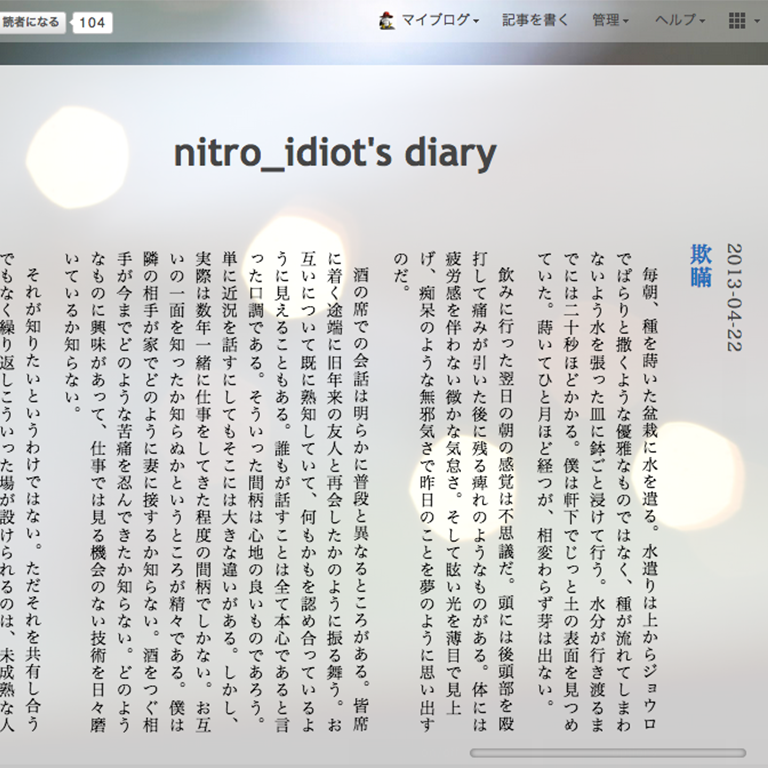 読者になる 104
マイブログ 記事を書く 管理 ヘルプ
nitro_idiot's diary
2013-04-22
欺瞞
毎朝、種を蒔いた盆栽に水を遣る。水遣りは上からジョウロ
でぱらりと撒くような優雅なものではなく、種が流れてしまわ
ないよう水を張った皿に鉢ごと浸けて行う。水分が行き渡るま
でには二十秒ほどかかる。僕は軒下でじっと土の表面を見つめ
ていた。蒔いてひと月ほど経つが、相変わらず芽は出ない。
飲みに行った翌日の朝の感覚は不思議だ。頭には後頭部を殴
打して痛みが引いた後に残る痺れのようなものがある。体には
疲労感を伴わない微かな気怠さ。そして眩い光を薄目で見上
げ、痴呆のような無邪気さで昨日のことを夢のように思い出す
のだ。
酒の席での会話は明らかに普段と異なるところがある。皆席
に着く途端に旧年来の友人と再会したかのように振る舞う。お
互いについて既に熟知していて、何もかもを認め合っているよ
うに見えることもある。誰もが話すことは全て本心であると言
った口調である。そういった間柄は心地の良いものであろう。
単に近況を話すにしてもそこには大きな違いがある。しかし、
実際は数年一緒に仕事をしてきた程度の間柄でしかない。お互
いの一面を知ったか知らぬかというところが精々である。僕は
隣の相手が家でどのように妻に接するか知らない。酒をつぐ相
手が今までどのような苦痛を忍んできたか知らない。どのよう
なものに興味があって、仕事では見る機会のない技術を日々磨
いているか知らない。
それが知りたいというわけではない。ただそれを共有し合う
でもなく繰り返しこういった場が設けられるのは、未成熟な人